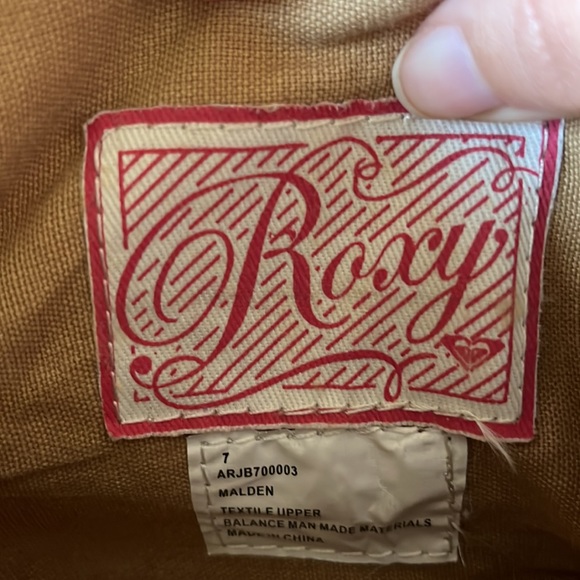 Roxy
7
ARJB700003
MALDEN
TEXTILE UPPER
BALANCE MAN MADE MATERIALS
MADE IN CHINA